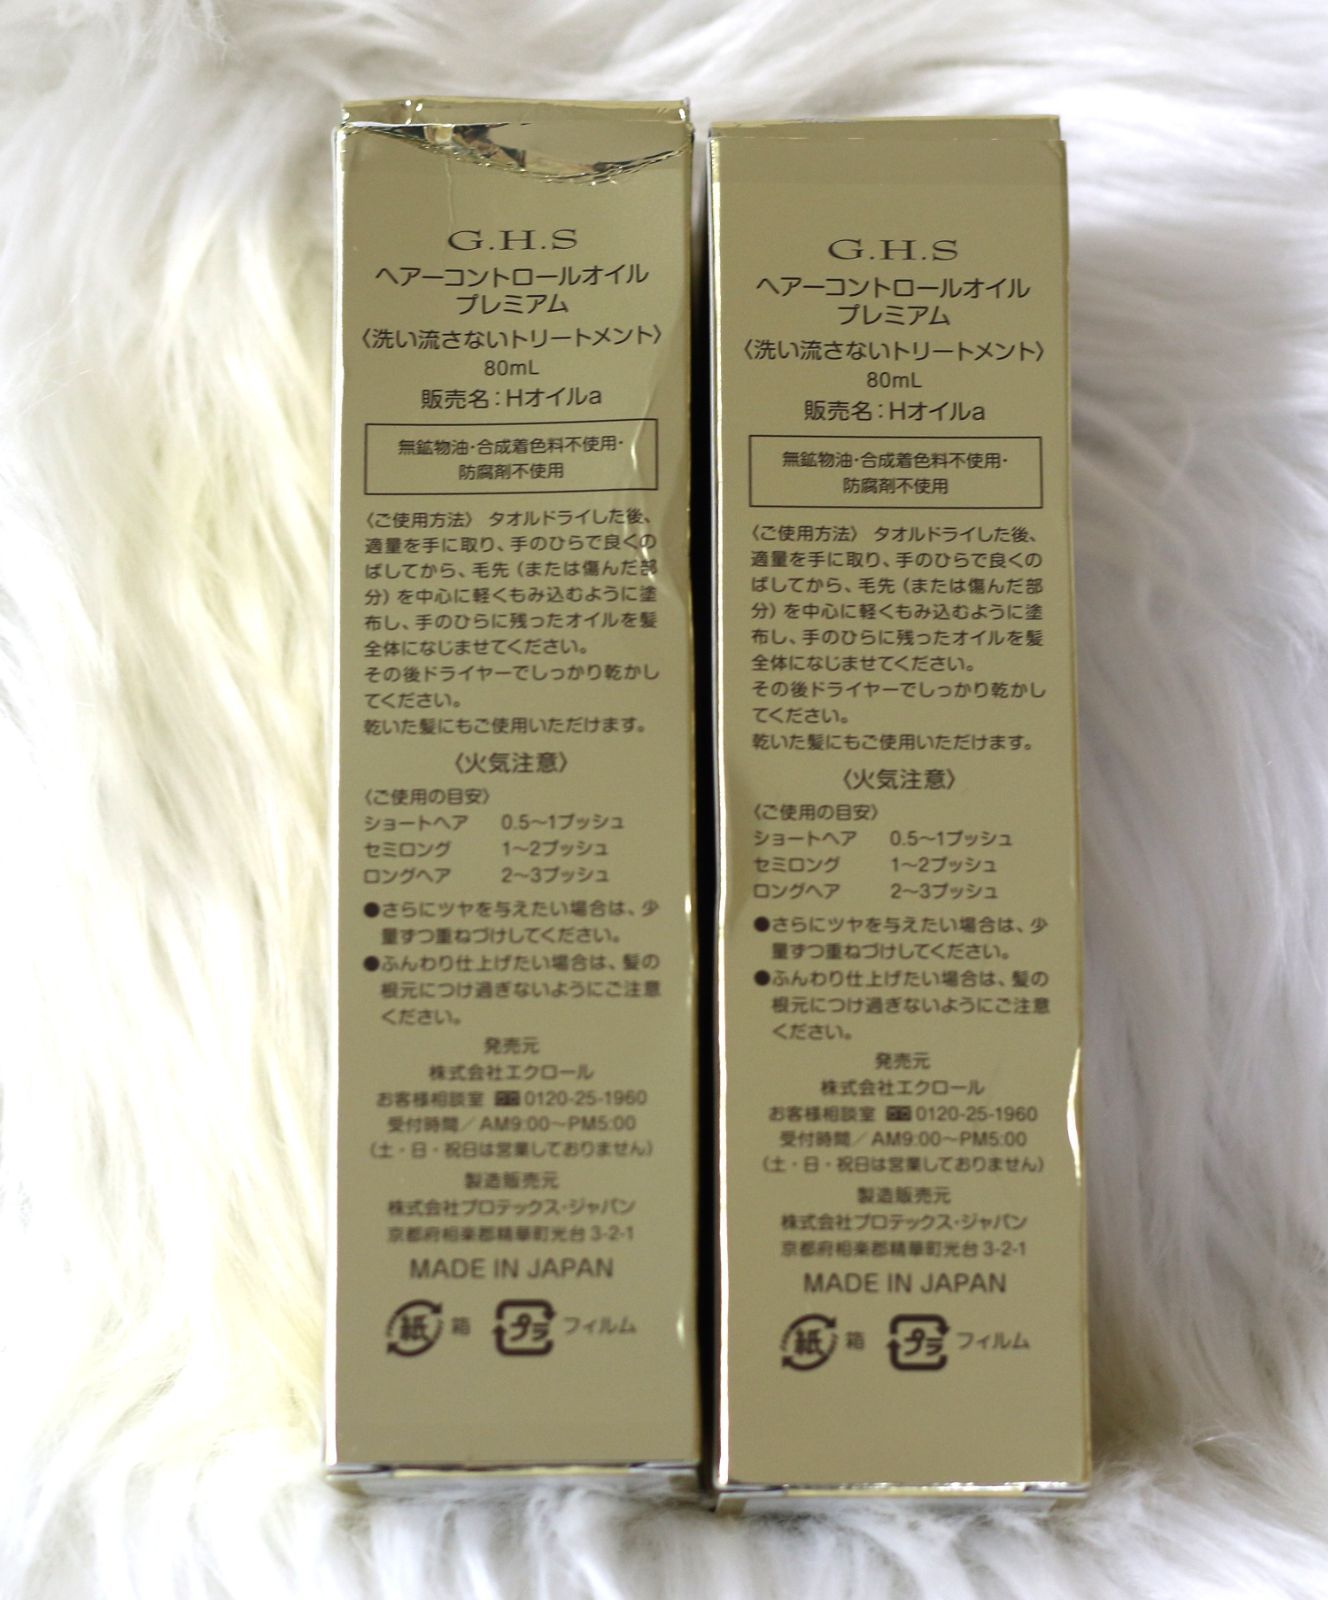 G.H.S
ヘアーコントロールオイル
プレミアム
〈洗い流さないトリートメント〉
80mL
販売名：Hオイルa
無鉱物油・合成着色料不使用・
防腐剤不使用
〈ご使用方法〉 タオルドライした後、
適量を手に取り、手のひらで良くの
ばしてから、毛先（または傷んだ部
分）を中心に軽くもみ込むように塗
布し、手のひらに残ったオイルを髪
全体になじませてください。
その後ドライヤーでしっかり乾かし
てください。
乾いた髪にもご使用いただけます。
〈火気注意〉
〈ご使用の目安〉
ショートヘア 0.5～1プッシュ
セミロング 1～2プッシュ
ロングヘア 2～3プッシュ
●さらにツヤを与えたい場合は、少
量ずつ重ねづけしてください。
●ふんわり仕上げたい場合は、髪の
根元につけ過ぎないようにご注意
ください。
発売元
株式会社エクロール
お客様相談室 0120-25-1960
受付時間／AM9:00～PM5:00
（土・日・祝日は営業しておりません）
製造販売元
株式会社プロテックス・ジャパン
京都府相楽郡精華町光台3-2-1
MADE IN JAPAN
紙 箱 プラ フィルム
G.H.S
ヘアーコントロールオイル
プレミアム
〈洗い流さないトリートメント〉
80mL
販売名：Hオイルa
無鉱物油・合成着色料不使用・
防腐剤不使用
〈ご使用方法〉 タオルドライした後、
適量を手に取り、手のひらで良くの
ばしてから、毛先（または傷んだ部
分）を中心に軽くもみ込むように塗
布し、手のひらに残ったオイルを髪
全体になじませてください。
その後ドライヤーでしっかり乾かし
てください。
乾いた髪にもご使用いただけます。
〈火気注意〉
〈ご使用の目安〉
ショートヘア 0.5～1プッシュ
セミロング 1～2プッシュ
ロングヘア 2～3プッシュ
●さらにツヤを与えたい場合は、少
量ずつ重ねづけしてください。
●ふんわり仕上げたい場合は、髪の
根元につけ過ぎないようにご注意
ください。
発売元
株式会社エクロール
お客様相談室 0120-25-1960
受付時間／AM9:00～PM5:00
（土・日・祝日は営業しておりません）
製造販売元
株式会社プロテックス・ジャパン
京都府相楽郡精華町光台3-2-1
MADE IN JAPAN
紙 箱 プラ フィルム